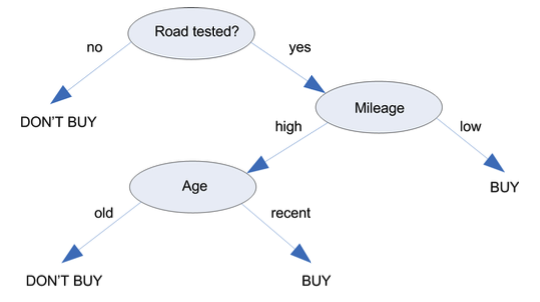 Road tested?
no
yes
DON'T BUY
Mileage
high
low
Age
BUY
old
recent
DON'T BUY
BUY